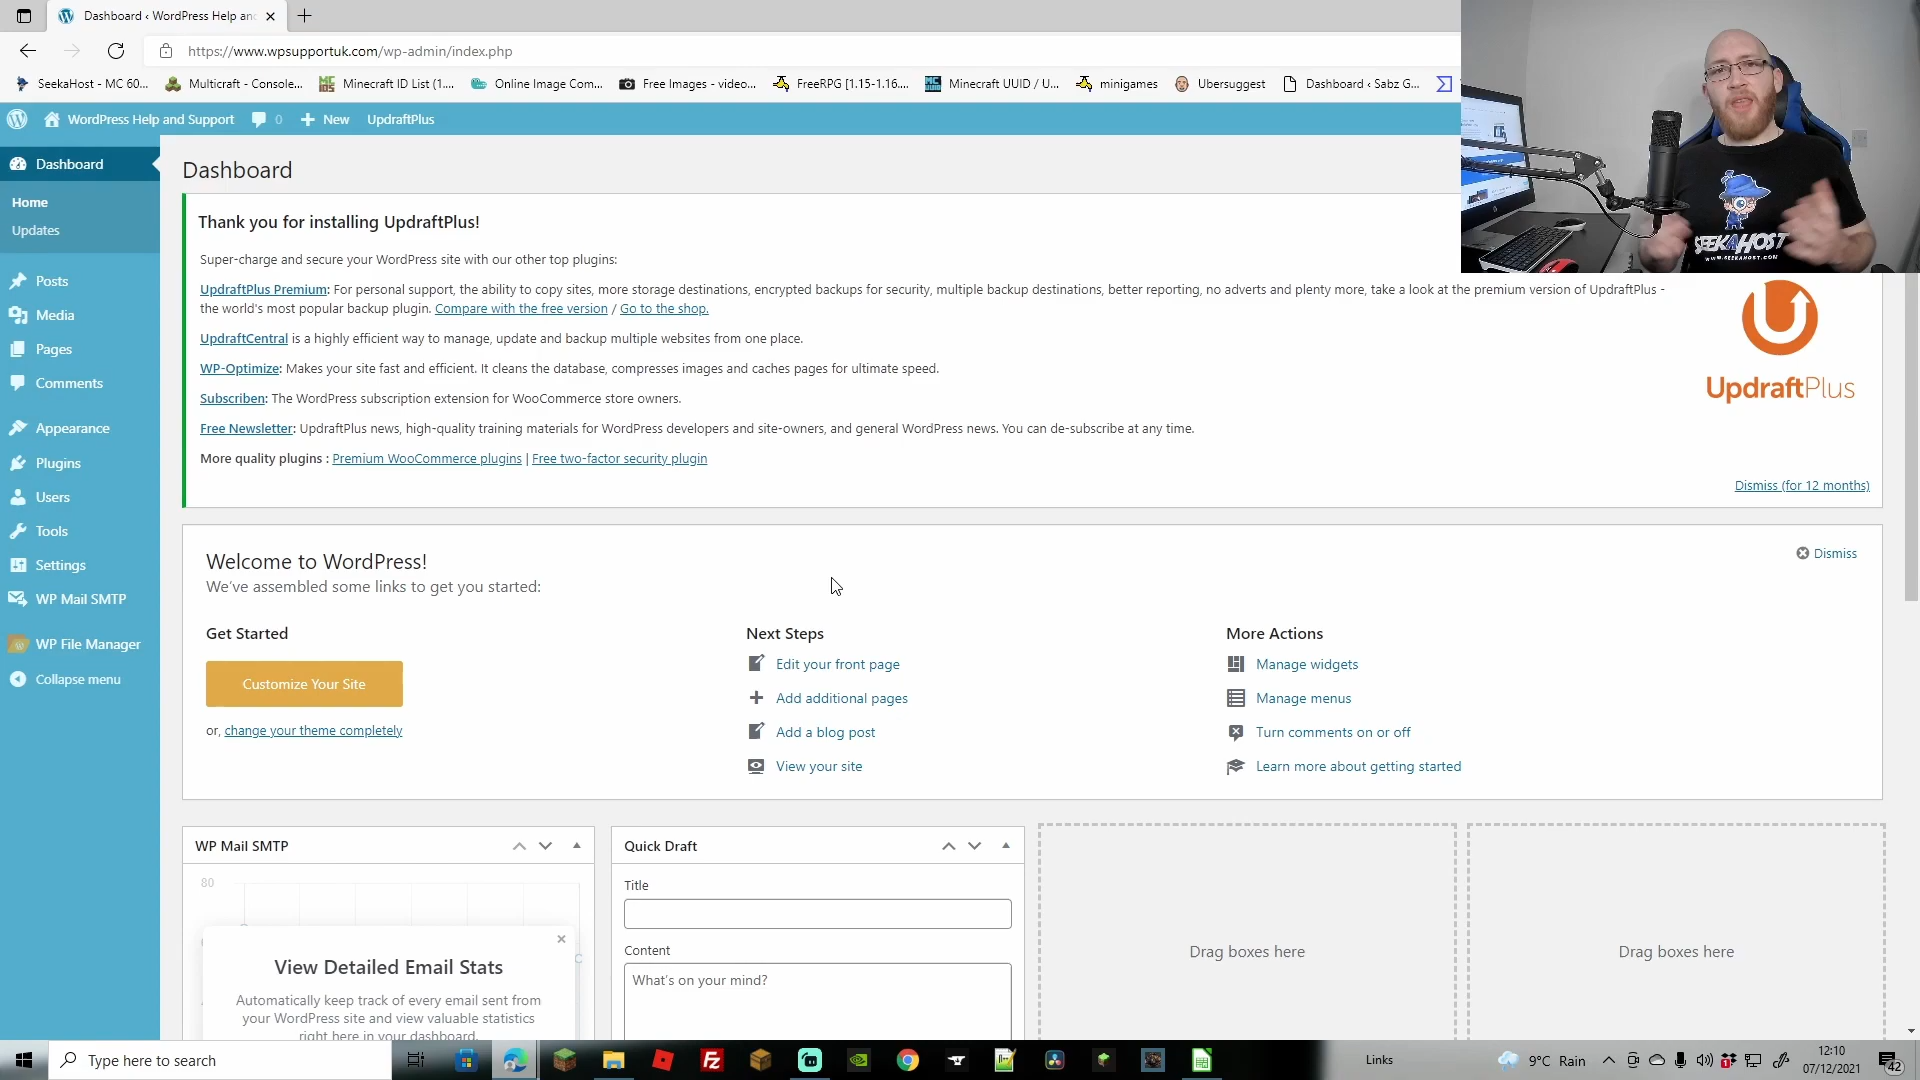 Dashboard ‹ WordPress Help and
https://www.wpsupportuk.com/wp-admin/index.php
SeekaHost - MC 60...
Multicraft - Console...
Minecraft ID List (1....
Online Image Com...
Free Images - video...
FreeRPG [1.15-1.16....
Minecraft UUID / U...
minigames
Ubersuggest
Dashboard ‹ Sabz G...
WordPress Help and Support
0
New
UpdraftPlus
Dashboard
Home
Updates
Posts
Media
Pages
Comments
Appearance
Plugins
Users
Tools
Settings
WP Mail SMTP
WP File Manager
Collapse menu
SEEKAHOST
WWW.SEEKAHOST.COM
Dashboard
Thank you for installing UpdraftPlus!
Super-charge and secure your WordPress site with our other top plugins:
UpdraftPlus Premium: For personal support, the ability to copy sites, more storage destinations, encrypted backups for security, multiple backup destinations, better reporting, no adverts and plenty more, take a look at the premium version of UpdraftPlus -
the world's most popular backup plugin. Compare with the free version / Go to the shop.
UpdraftCentral is a highly efficient way to manage, update and backup multiple websites from one place.
WP-Optimize: Makes your site fast and efficient. It cleans the database, compresses images and caches pages for ultimate speed.
Subscriben: The WordPress subscription extension for WooCommerce store owners.
Free Newsletter: UpdraftPlus news, high-quality training materials for WordPress developers and site-owners, and general WordPress news. You can de-subscribe at any time.
More quality plugins : Premium WooCommerce plugins | Free two-factor security plugin
UpdraftPlus
Dismiss (for 12 months)
Welcome to WordPress!
We've assembled some links to get you started:
Dismiss
Get Started
Customize Your Site
or, change your theme completely
Next Steps
Edit your front page
Add additional pages
Add a blog post
View your site
More Actions
Manage widgets
Manage menus
Turn comments on or off
Learn more about getting started
WP Mail SMTP
80
View Detailed Email Stats
Automatically keep track of every email sent from
your WordPress site and view valuable statistics
right here in your dashboard.
Quick Draft
Title
Content
What's on your mind?
Drag boxes here
Drag boxes here
Type here to search
Links
9°C Rain
12:10
07/12/2021
42